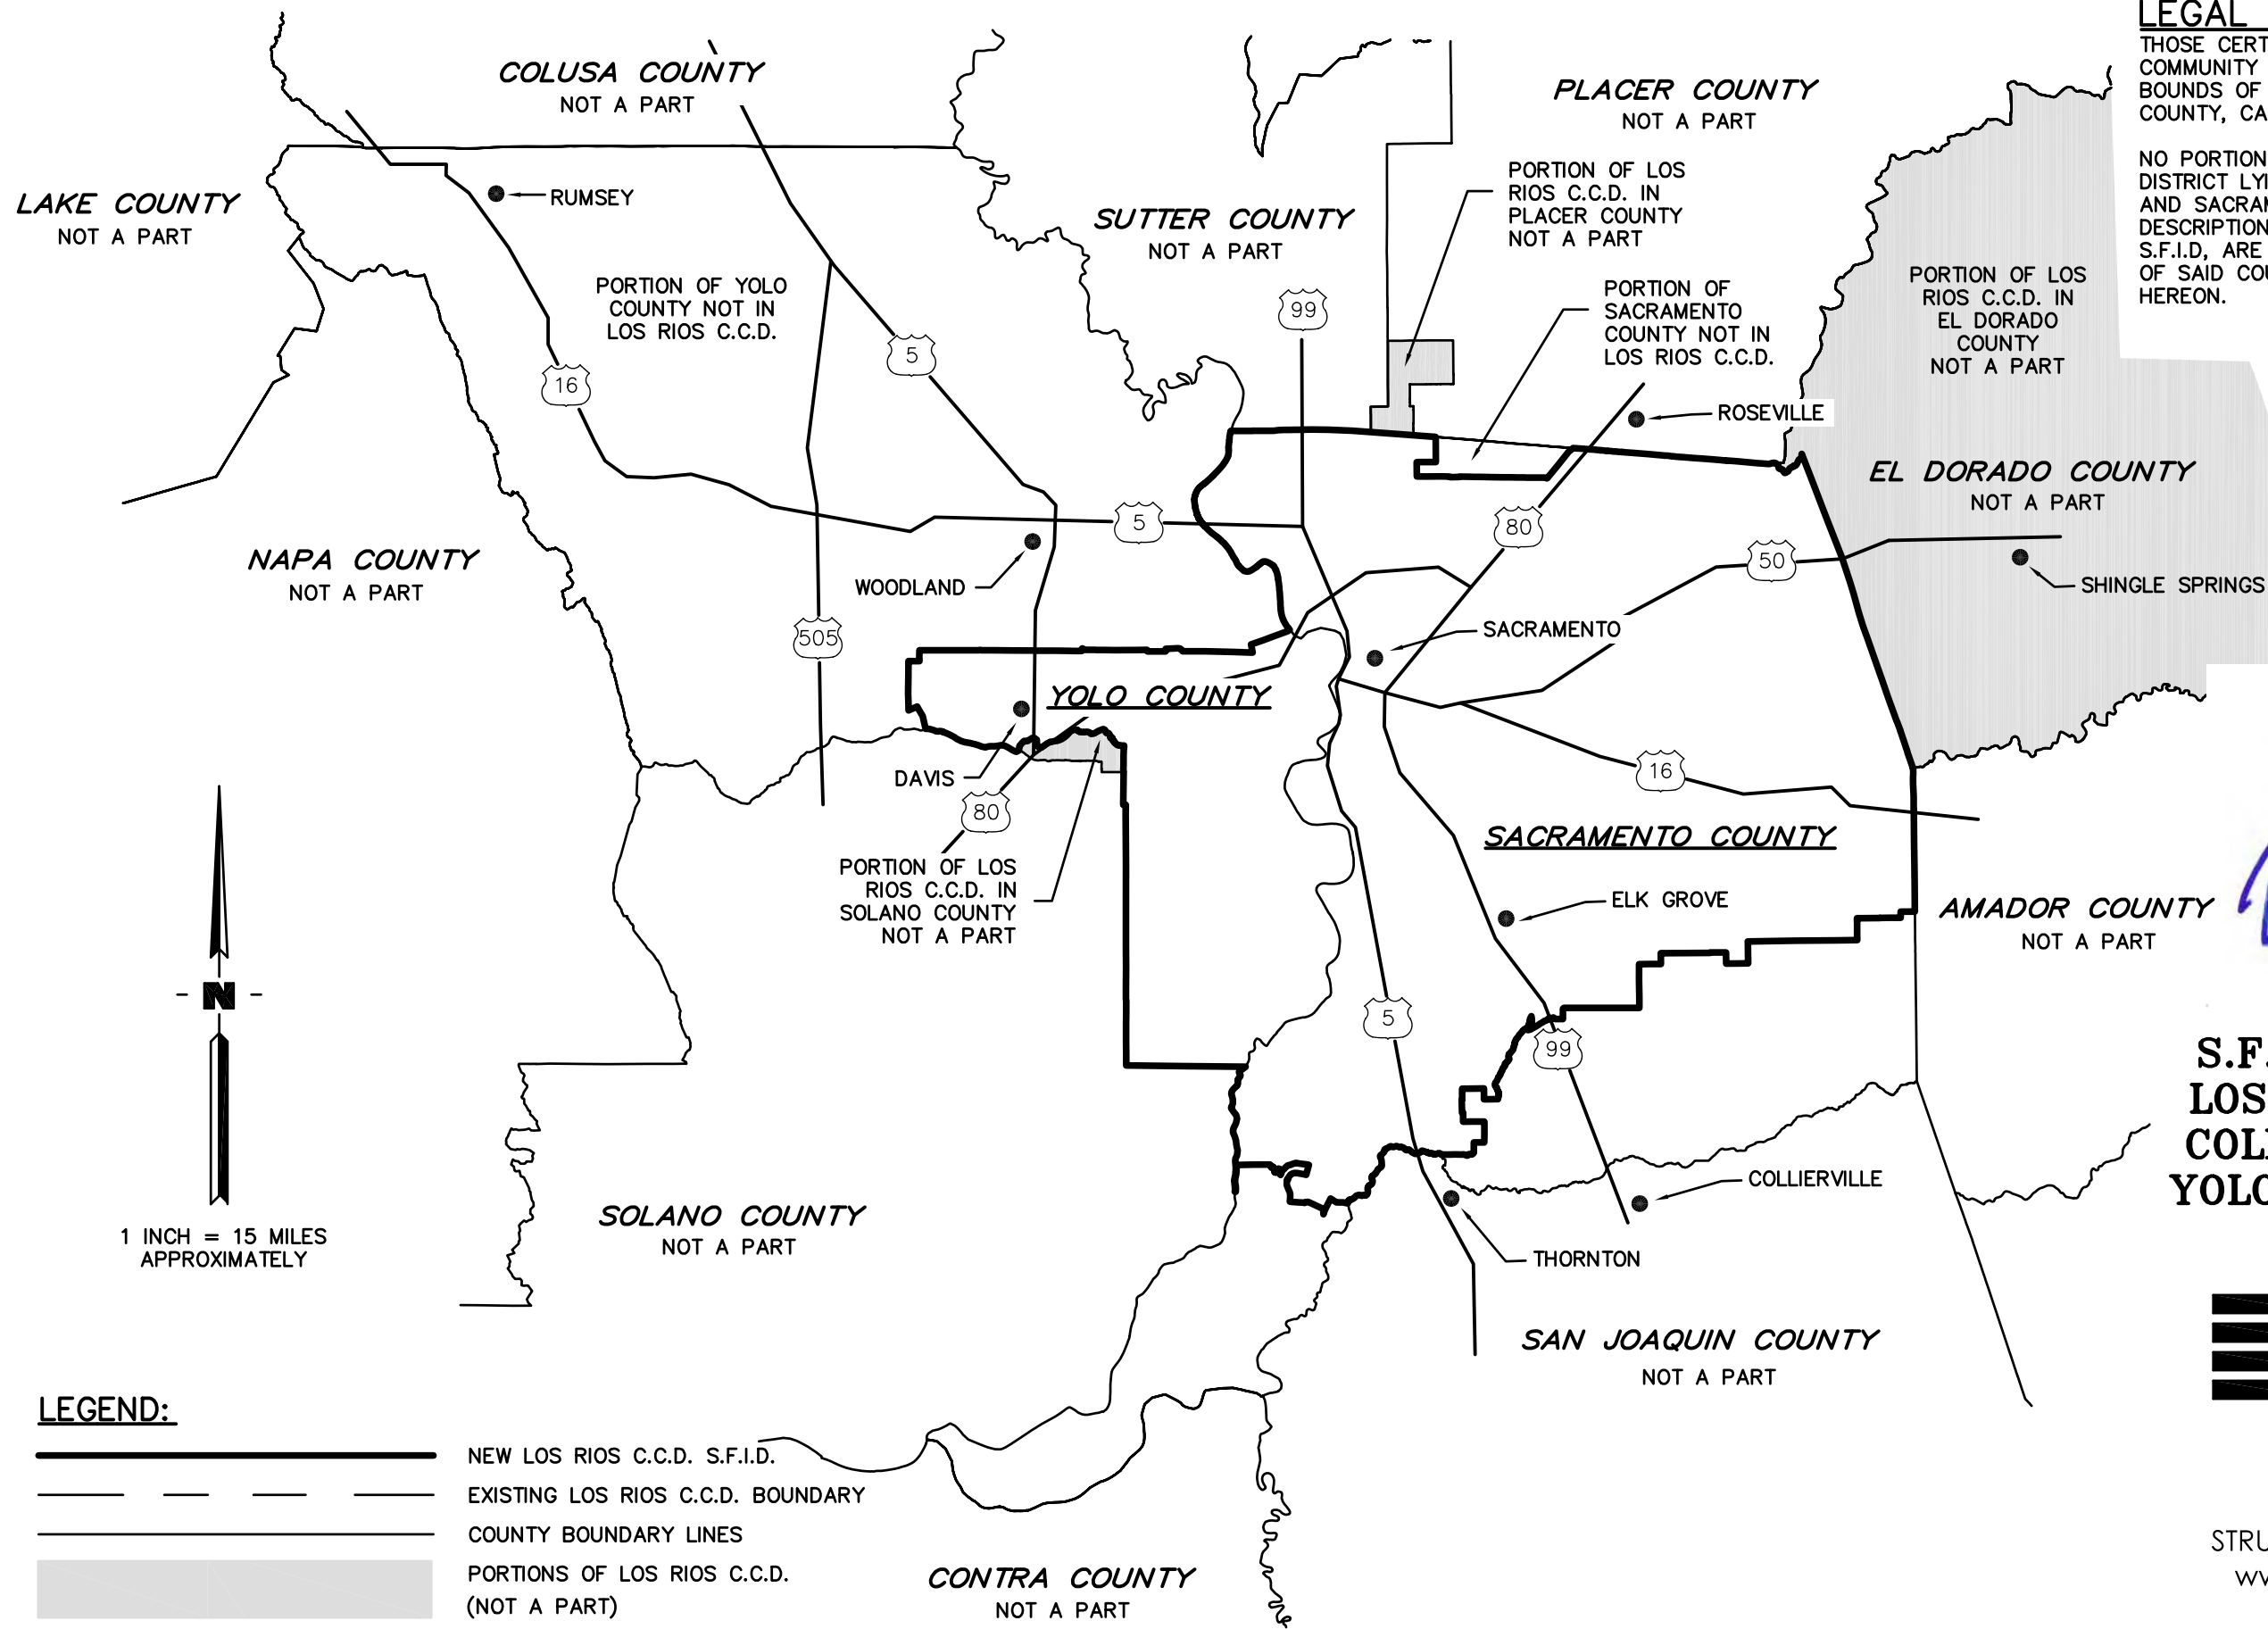 LEGAL
THOSE CERT
COMMUNITY
BOUNDS OF
COUNTY, CA
NO PORTION
DISTRICT LYI
AND SACRAM
DESCRIPTION
S.F.I.D, ARE
OF SAID COU
HEREON.
COLUSA COUNTY
NOT A PART
PLACER COUNTY
NOT A PART
LAKE COUNTY
NOT A PART
RUMSEY
SUTTER COUNTY
NOT A PART
PORTION OF LOS
RIOS C.C.D. IN
PLACER COUNTY
NOT A PART
PORTION OF YOLO
COUNTY NOT IN
LOS RIOS C.C.D.
PORTION OF
SACRAMENTO
COUNTY NOT IN
LOS RIOS C.C.D.
PORTION OF LOS
RIOS C.C.D. IN
EL DORADO
COUNTY
NOT A PART
99
5
16
ROSEVILLE
EL DORADO COUNTY
NOT A PART
5
80
50
NAPA COUNTY
NOT A PART
WOODLAND
SHINGLE SPRINGS
505
SACRAMENTO
YOLO COUNTY
DAVIS
80
16
SACRAMENTO COUNTY
PORTION OF LOS
RIOS C.C.D. IN
SOLANO COUNTY
NOT A PART
ELK GROVE
AMADOR COUNTY
NOT A PART
N
5
99
S.F.
LOS
COL
YOLO
COLLIERVILLE
SOLANO COUNTY
NOT A PART
1 INCH = 15 MILES
APPROXIMATELY
THORNTON
SAN JOAQUIN COUNTY
NOT A PART
LEGEND:
NEW LOS RIOS C.C.D. S.F.I.D.
EXISTING LOS RIOS C.C.D. BOUNDARY
COUNTY BOUNDARY LINES
PORTIONS OF LOS RIOS C.C.D.
(NOT A PART)
CONTRA COUNTY
NOT A PART
STRU